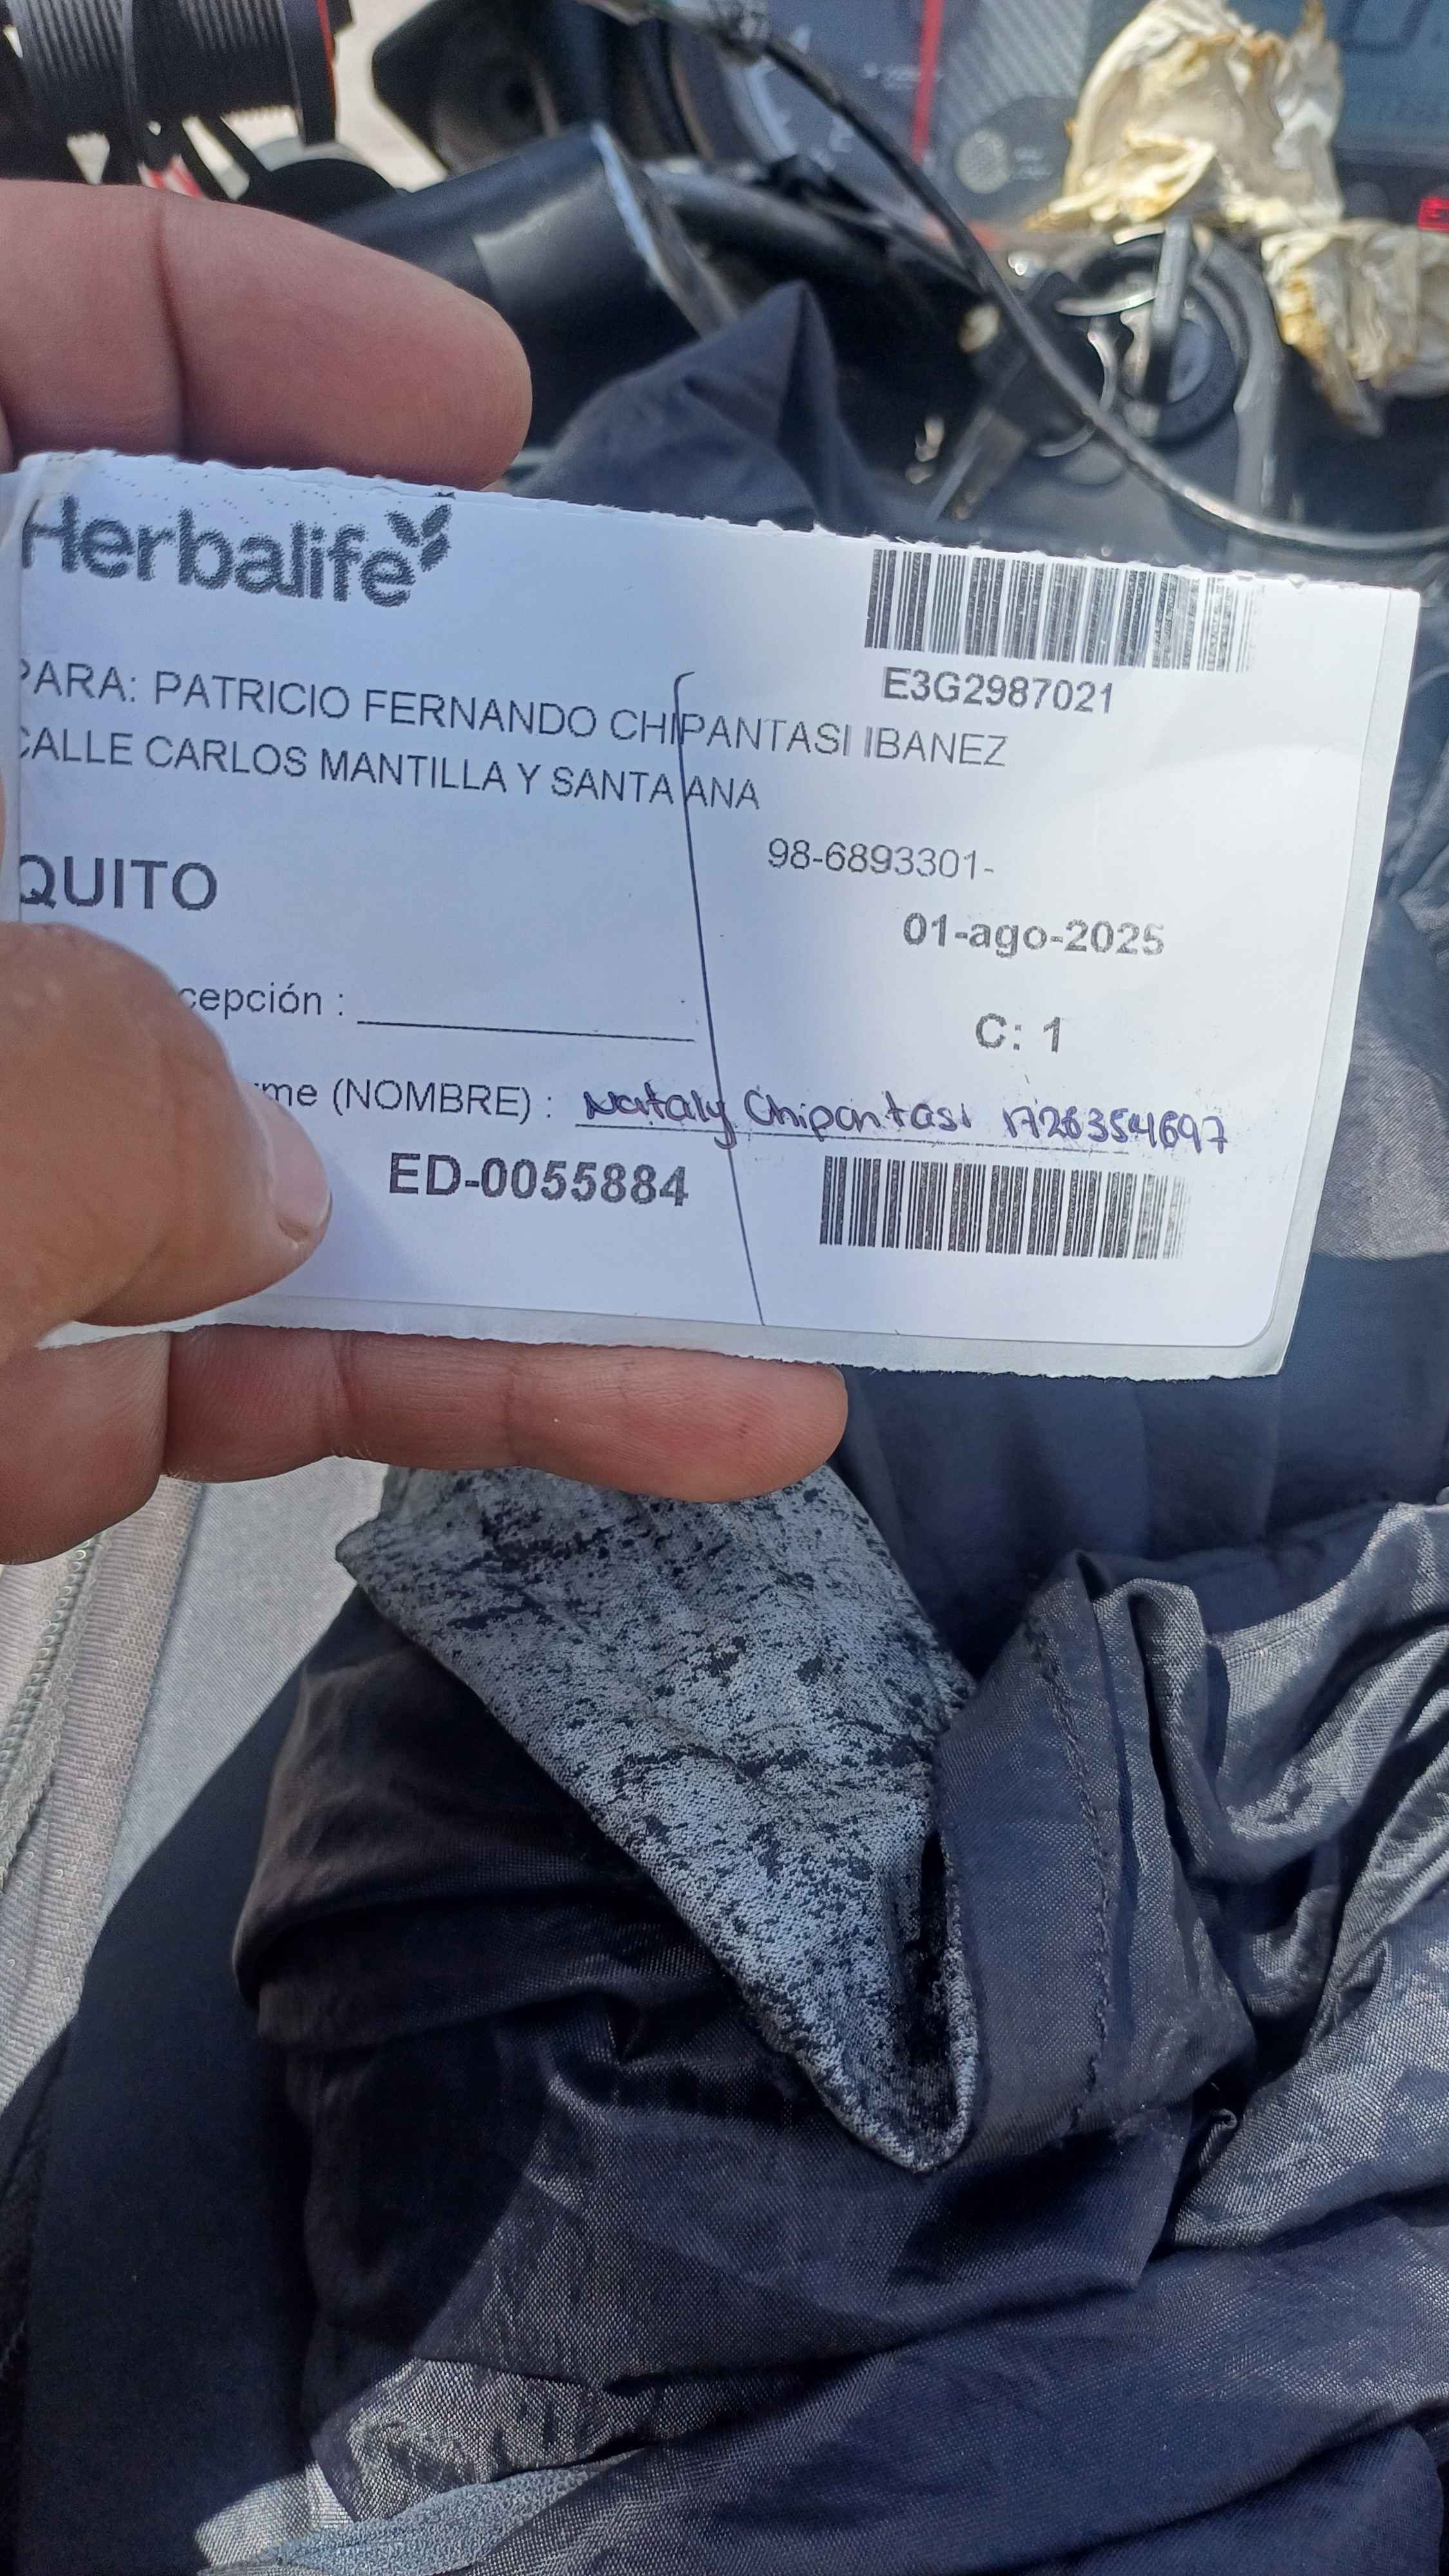 Herbalife
E3G2987021
PARA: PATRICIO FERNANDO CHIPANTASI IBANEZ
CALLE CARLOS MANTILLA Y SANTA ANA
98-6893301-
QUITO
01-ago-2025
cepción :
C: 1
me (NOMBRE) : Nataly Chipantasi 1726354697
ED-0055884